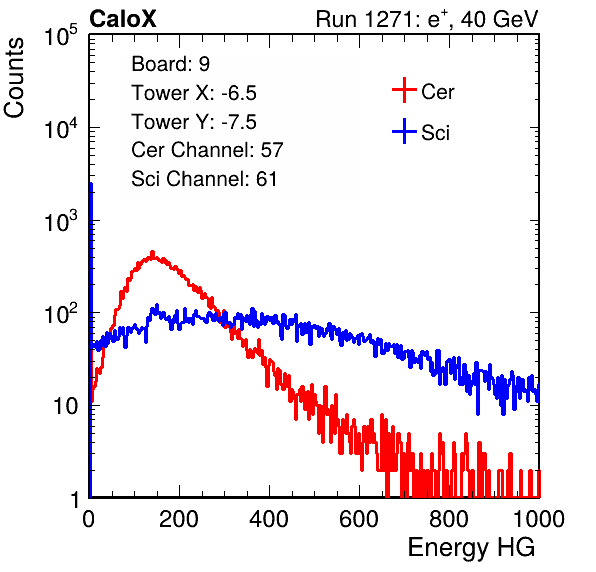 CaloX Run 1271: e⁺, 40 GeV
Counts
10⁵
10⁴
10³
10²
10
1
Board: 9
Tower X: -6.5
Tower Y: -7.5
Cer Channel: 57
Sci Channel: 61
Cer
Sci
0 200 400 600 800 1000
Energy HG